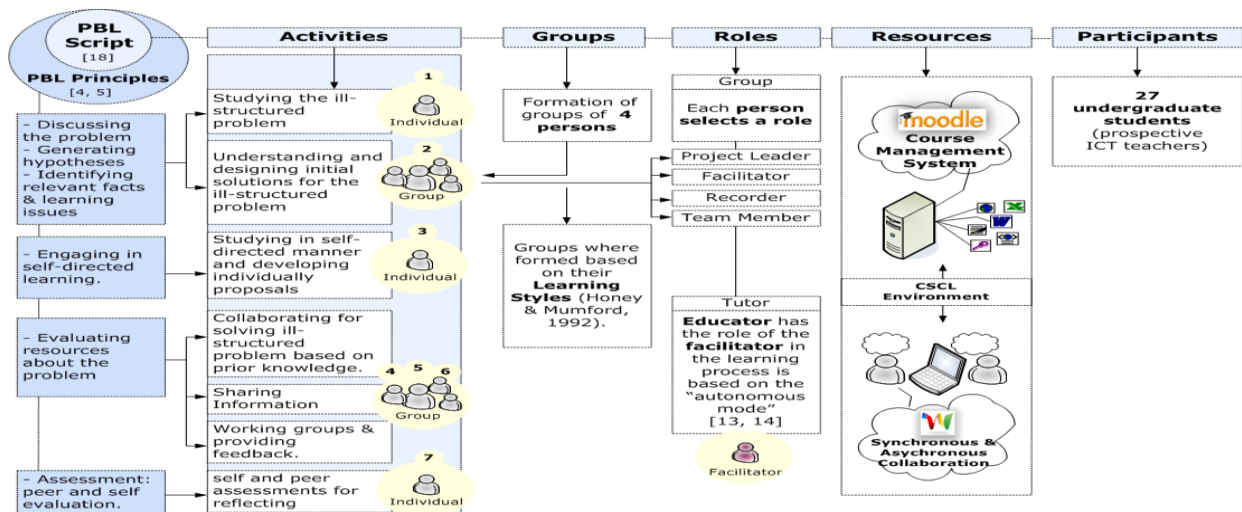 PBL
Script
[18]
PBL Principles
[4, 5]
Activities
Groups
Roles
Resources
Participants
- Discussing
the problem
- Generating
hypotheses
- Identifying
relevant facts
& learning
issues
- Engaging in
self-directed
learning.
- Evaluating
resources
about the
problem
- Assessment:
peer and self
evaluation.
Studying the ill-
structured
problem
1
Individual
Understanding and
designing initial
solutions for the
ill-structured
problem
2
Group
Studying in self-
directed manner
and developing
individually
proposals
3
Individual
Collaborating for
solving ill-
structured
problem based on
prior knowledge.
Sharing
Information
4 5 6
Group
Working groups &
providing
feedback.
self and peer
assessments for
reflecting
7
Individual
Formation of
groups of 4
persons
Groups where
formed based
on their
Learning
Styles (Honey
& Mumford,
1992).
Group
Each person
selects a role
Project Leader
Facilitator
Recorder
Team Member
Tutor
Educator has
the role of the
facilitator in
the learning
process is
based on the
"autonomous
mode"
[13, 14]
Facilitator
moodle
Course
Management
System
CSCL
Environment
Synchronous &
Asychronous
Collaboration
27
undergraduate
students
(prospective
ICT teachers)